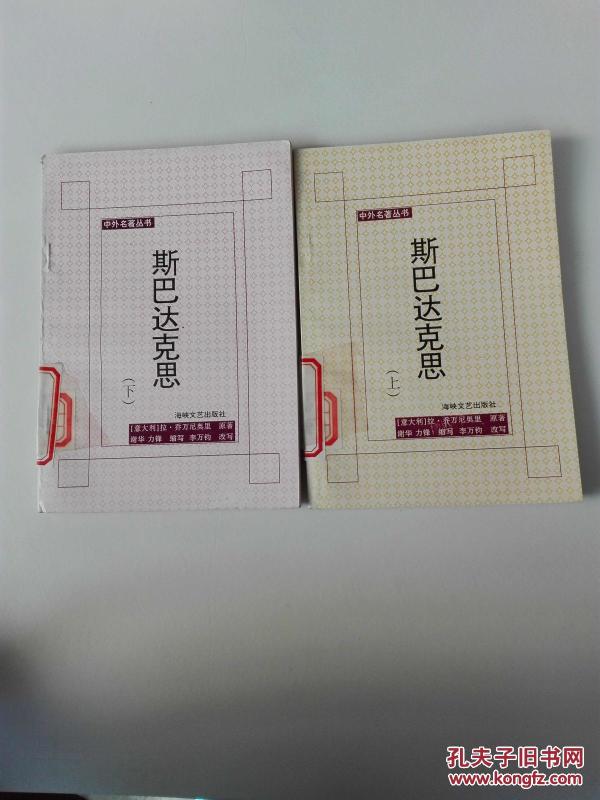 中外名著丛书
斯巴达克思
(下)
海峡文艺出版社
[意大利]拉·乔万尼奥里 原著
谢华 力锋 缩写 李万钧 改写
中外名著丛书
斯巴达克思
(上)
海峡文艺出版社
[意大利]拉·乔万尼奥里 原著
谢华 力锋 缩写 李万钧 改写
孔夫子旧书网
www.kongfz.com